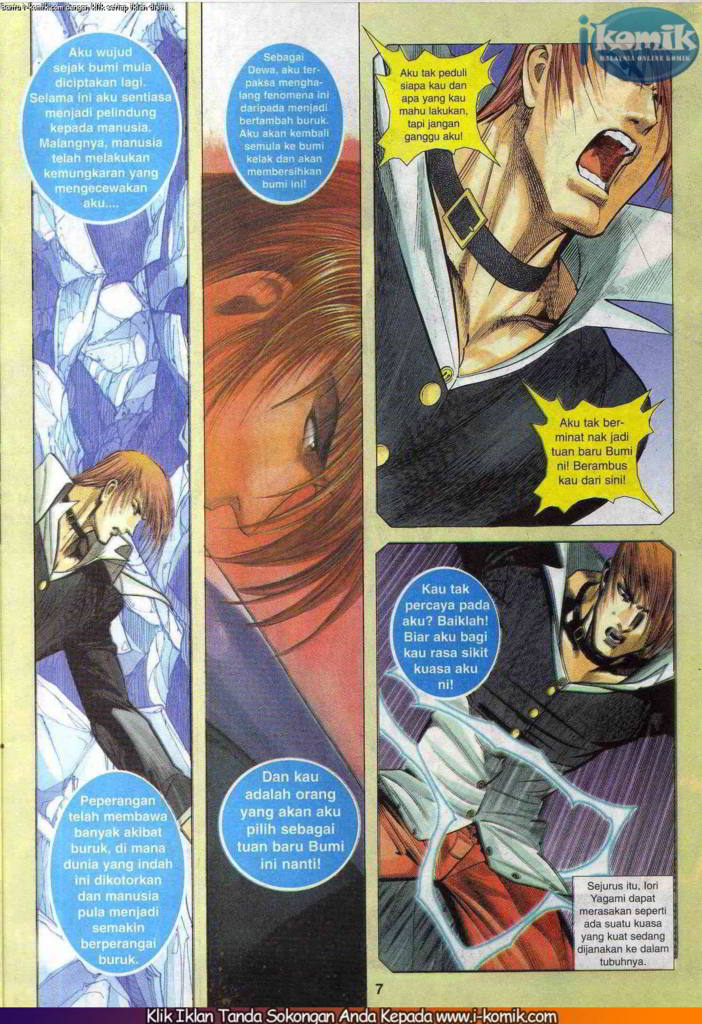 iKomik
MALAYSIA ONLINE KOMIK
Aku wujud
sejak bumi mula
diciptakan lagi.
Selama ini aku sentiasa
menjadi pelindung
kepada manusia.
Malangnya, manusia
telah melakukan
kemungkaran yang
mengecewakan
aku....
Peperangan
telah membawa
banyak akibat
buruk, di mana
dunia yang indah
ini dikotorkan
dan manusia
pula menjadi
semakin
berperangai
buruk.
Sebagai
Dewa, aku ter-
paksa mengha-
lang fenomena ini
daripada menjadi
bertambah buruk.
Aku akan kembali
semula ke bumi
kelak dan akan
membersihkan
bumi ini!
Dan kau
adalah orang
yang akan aku
pilih sebagai
tuan baru Bumi
ini nanti!
Aku tak peduli
siapa kau dan
apa yang kau
mahu lakukan,
tapi jangan
ganggu aku!
Aku tak ber-
minat nak jadi
tuan baru Bumi
ni! Berambus
kau dari sini!
Kau tak
percaya pada
aku? Baiklah!
Biar aku bagi
kau rasa sikit
kuasa aku
ni!
Sejurus itu, Iori
Yagami dapat
merasakan seperti
ada suatu kuasa
yang kuat sedang
dijanakan ke dalam
tubuhnya.
7
Klik Iklan Tanda Sokongan Anda Kepada www.i-komik.com